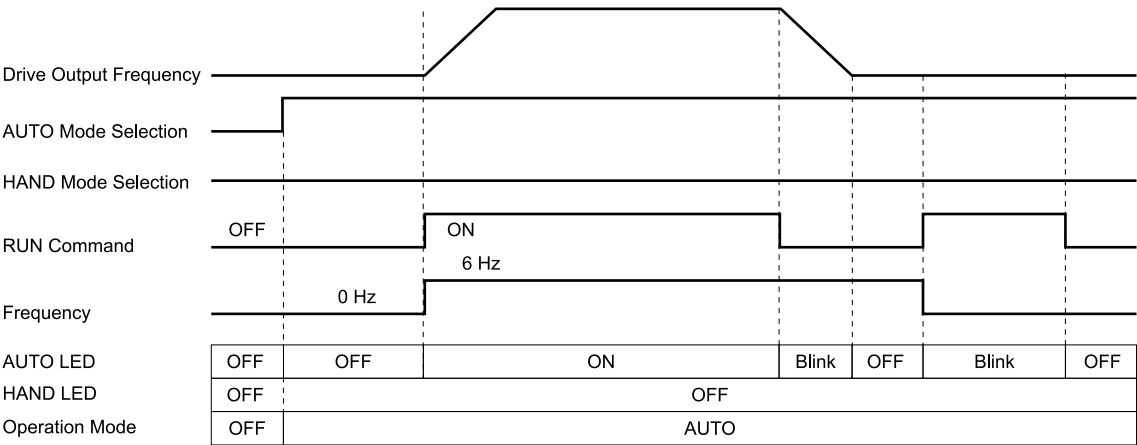 Drive Output Frequency
AUTO Mode Selection
HAND Mode Selection
OFF ON
RUN Command
6 Hz
0 Hz
Frequency
AUTO LED OFF OFF ON Blink OFF Blink OFF
HAND LED OFF OFF
Operation Mode OFF AUTO